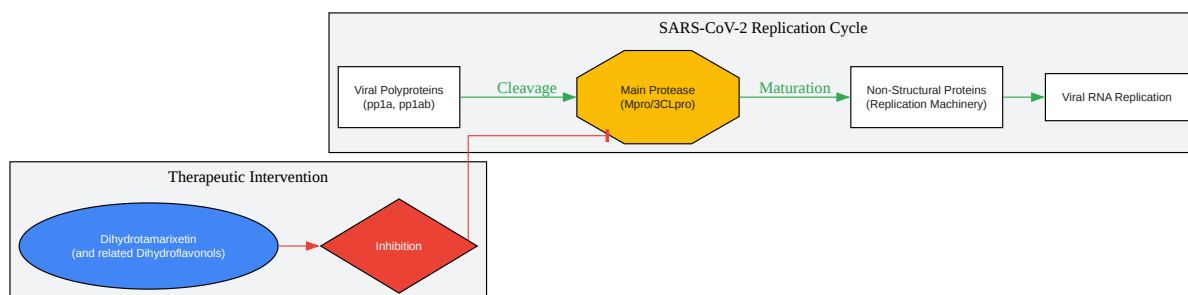 SARS-CoV-2 Replication Cycle
Viral Polyproteins
(pp1a, pp1ab)
Cleavage
Main Protease
(Mpro/3CLpro)
Maturation
Non-Structural Proteins
(Replication Machinery)
Viral RNA Replication
Therapeutic Intervention
Dihydrotamarixetin
(and related Dihydroflavonols)
Inhibition